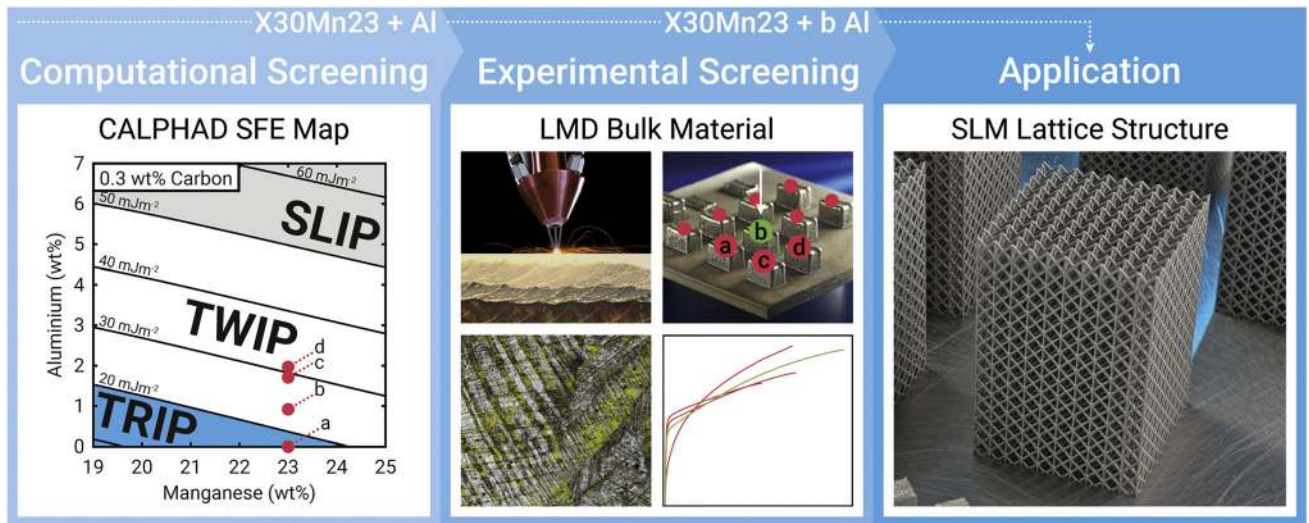 X30Mn23 + Al
X30Mn23 + b Al
Computational Screening
Experimental Screening
Application
CALPHAD SFE Map
0.3 wt% Carbon
60 mJm-2
50 mJm-2
SLIP
40 mJm-2
TWIP
30 mJm-2
d
c
20 mJm-2
b
TRIP
a
7
6
5
4
3
2
1
0
Aluminium (wt%)
19 20 21 22 23 24 25
Manganese (wt%)
LMD Bulk Material
b
a
d
c
SLM Lattice Structure